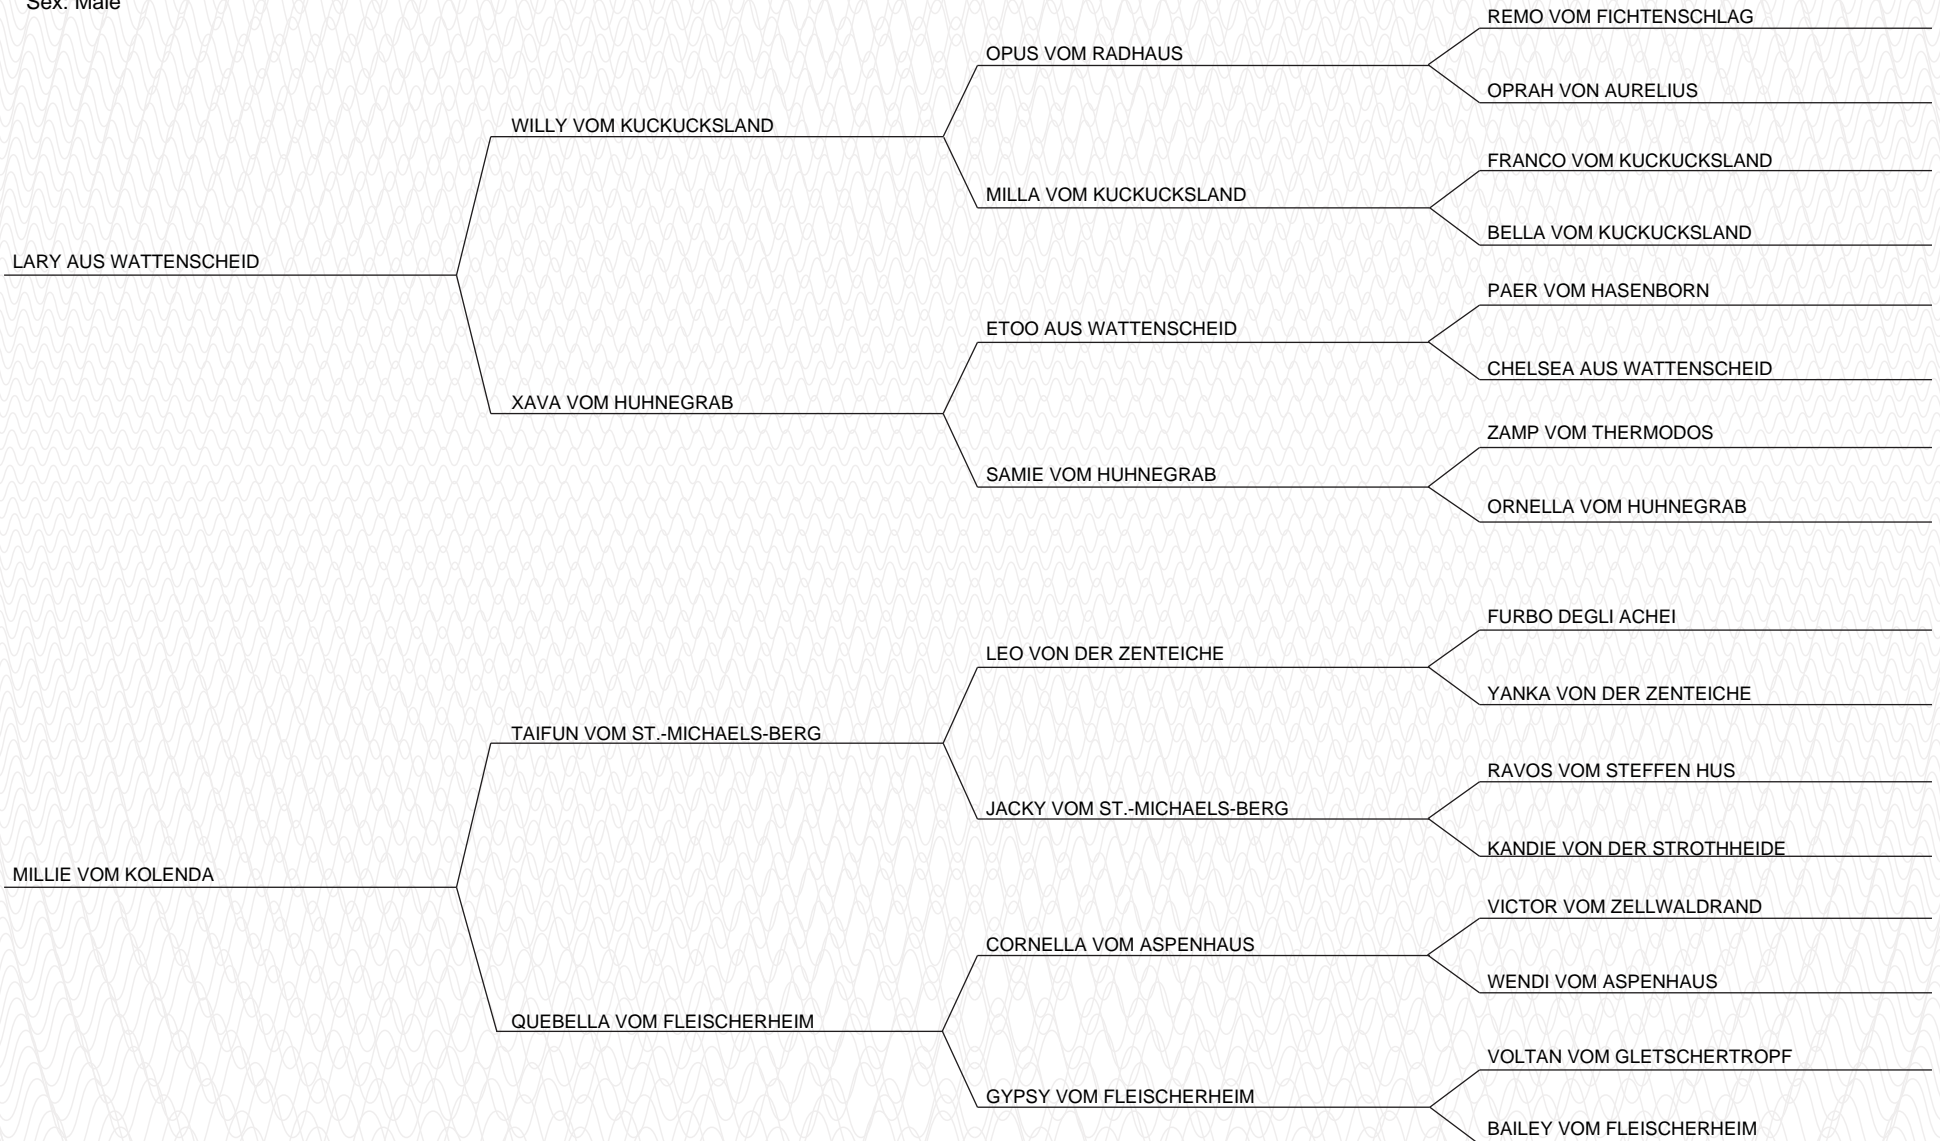 Sex: Male
REMO VOM FICHTENSCHLAG
OPUS VOM RADHAUS
OPRAH VON AURELIUS
WILLY VOM KUCKUCKSLAND
FRANCO VOM KUCKUCKSLAND
MILLA VOM KUCKUCKSLAND
BELLA VOM KUCKUCKSLAND
LARY AUS WATTENSCHEID
PAER VOM HASENBORN
ETOO AUS WATTENSCHEID
CHELSEA AUS WATTENSCHEID
XAVA VOM HUHNEGRAB
ZAMP VOM THERMODOS
SAMIE VOM HUHNEGRAB
ORNELLA VOM HUHNEGRAB
FURBO DEGLI ACHEI
LEO VON DER ZENTEICHE
YANKA VON DER ZENTEICHE
TAIFUN VOM ST.-MICHAELS-BERG
RAVOS VOM STEFFEN HUS
JACKY VOM ST.-MICHAELS-BERG
KANDIE VON DER STROTHHEIDE
MILLIE VOM KOLENDA
VICTOR VOM ZELLWALDRAND
CORNELLA VOM ASPENHAUS
WENDI VOM ASPENHAUS
QUEBELLA VOM FLEISCHERHEIM
VOLTAN VOM GLETSCHERTROPF
GYPSY VOM FLEISCHERHEIM
BAILEY VOM FLEISCHERHEIM